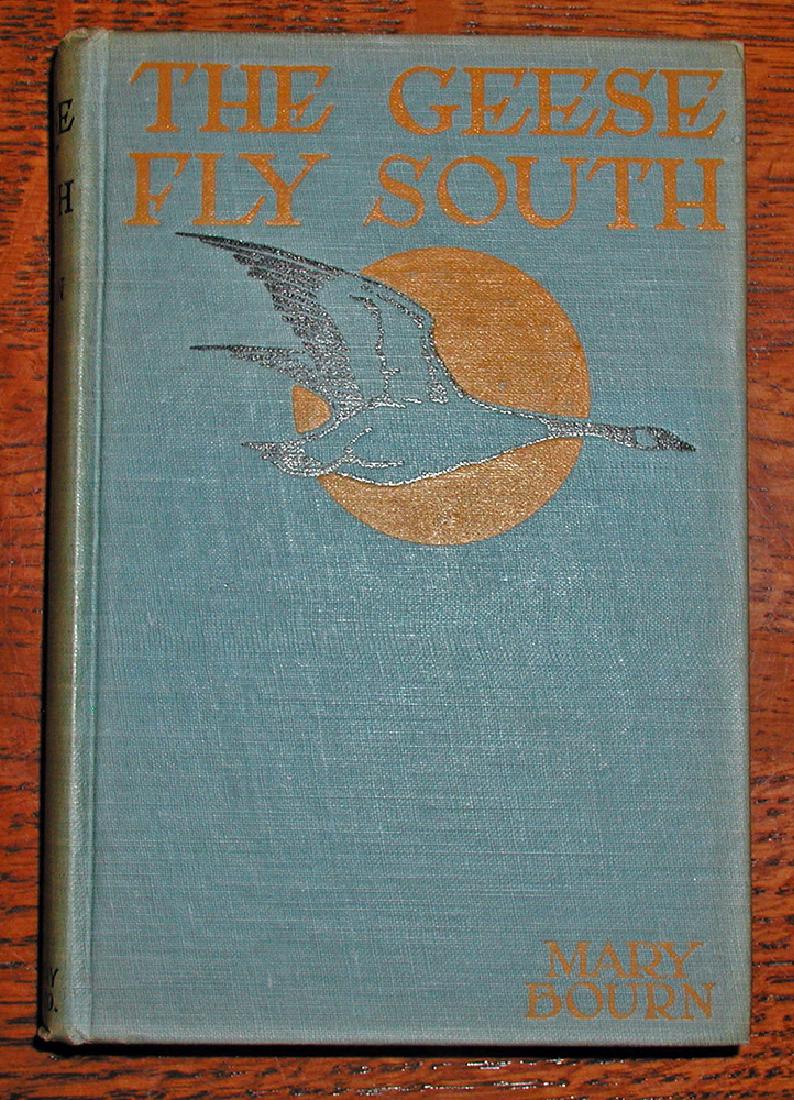 THE GEESE
FLY SOUTH
MARY
BOURN
E
H
N
Y
O.